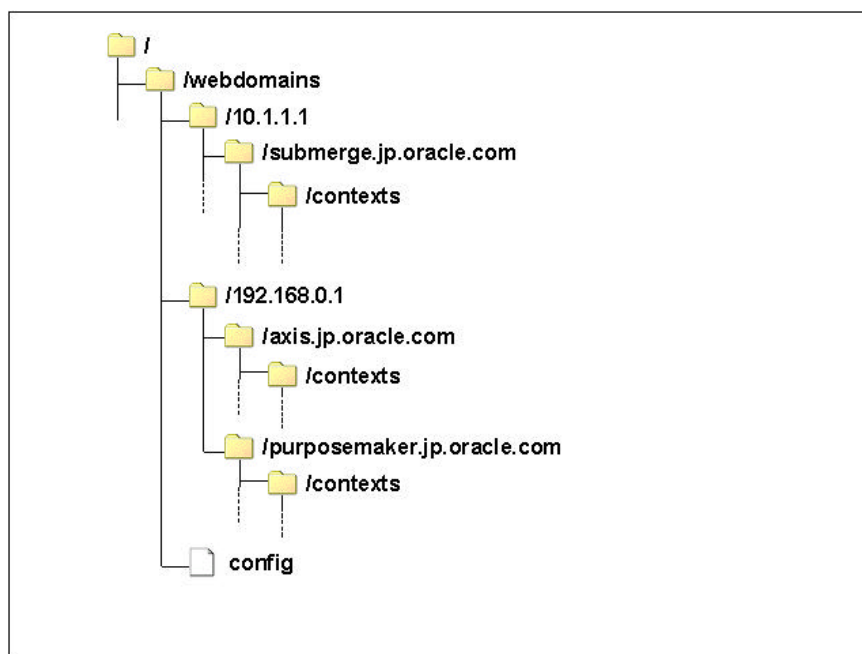 /
/webdomains
/10.1.1.1
/submerge.jp.oracle.com
/contexts
/192.168.0.1
/axis.jp.oracle.com
/contexts
/purposemaker.jp.oracle.com
/contexts
config